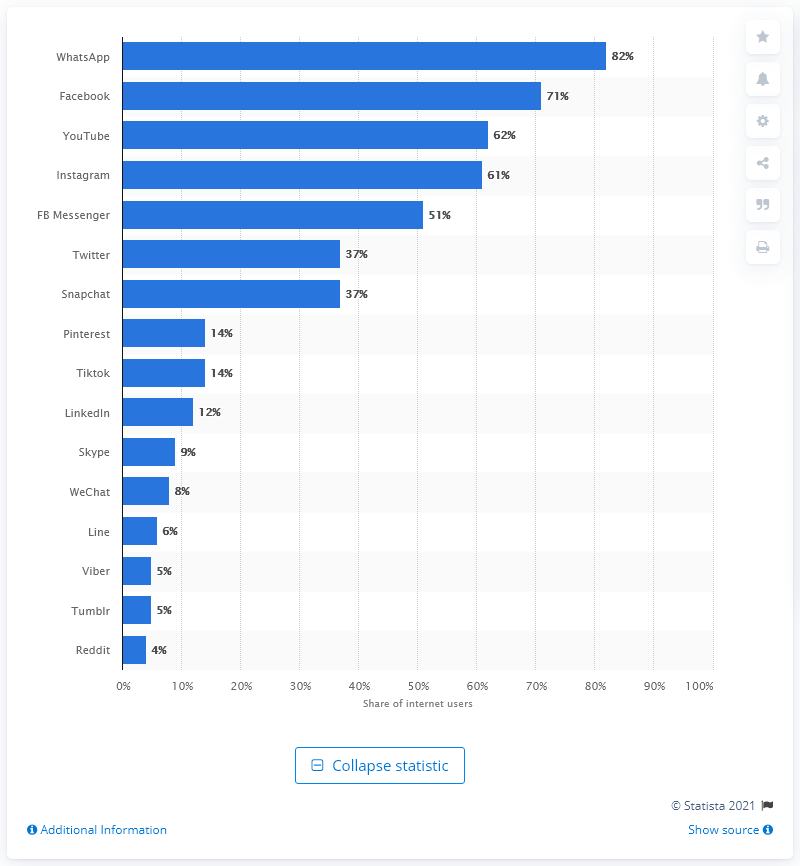 WhatsApp 82%
Facebook 71%
YouTube 62%
Instagram 61%
FB Messenger 51%
Twitter 37%
Snapchat 37%
Pinterest 14%
Tiktok 14%
LinkedIn 12%
Skype 9%
WeChat 8%
Line 6%
Viber 5%
Tumblr 5%
Reddit 4%
0% 10% 20% 30% 40% 50% 60% 70% 80% 90% 100%
Share of internet users
Collapse statistic
© Statista 2021
Additional Information Show source